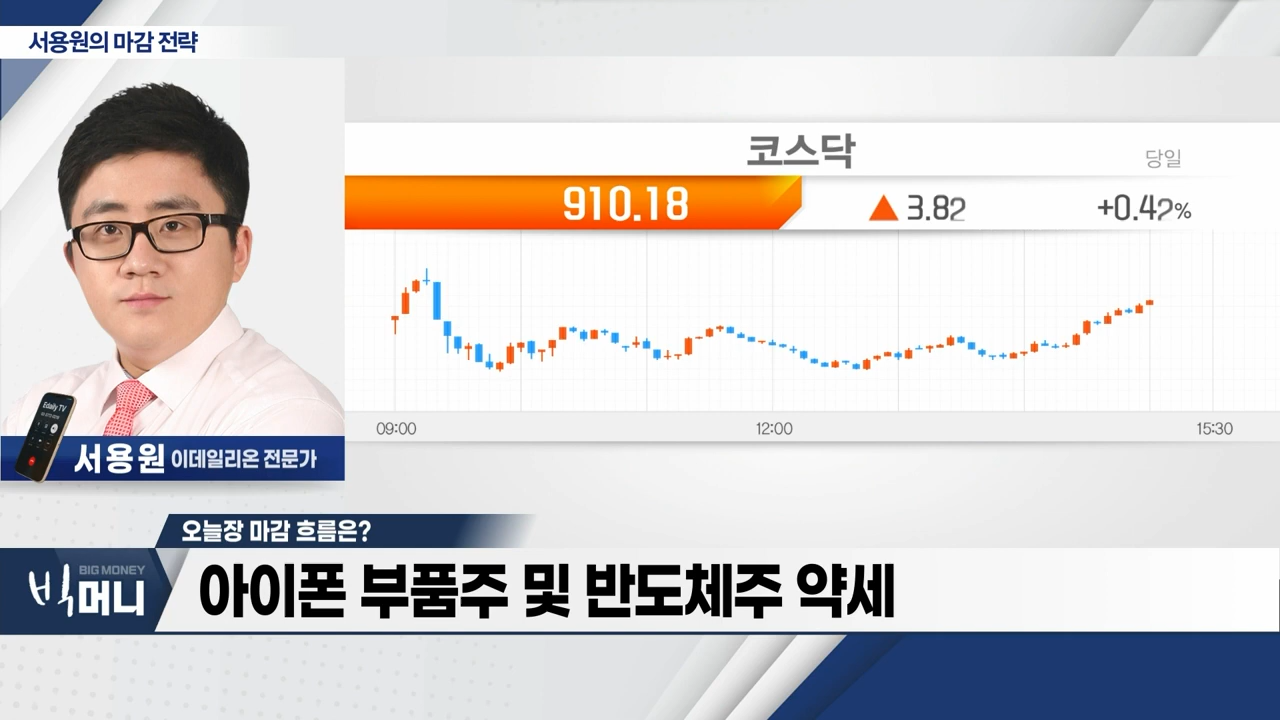 서용원의 마감 전략
코스닥
당일
910.18
▲ 3.82
+0.42%
09:00
12:00
15:30
Edaily TV
서용원 이데일리온 전문가
오늘장 마감 흐름은?
BIG MONEY
빅머니
아이폰 부품주 및 반도체주 약세